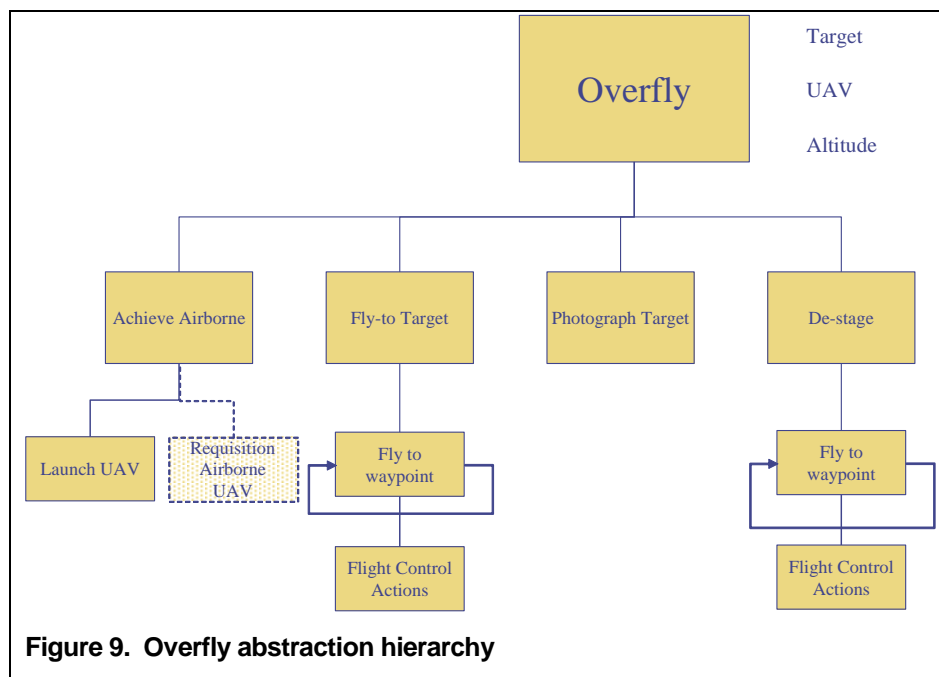 Overfly
Target
UAV
Altitude
Achieve Airborne
Fly-to Target
Photograph Target
De-stage
Launch UAV
Requisition
Airborne
UAV
Fly to
waypoint
Fly to
waypoint
Flight Control
Actions
Flight Control
Actions
Figure 9.  Overfly abstraction hierarchy